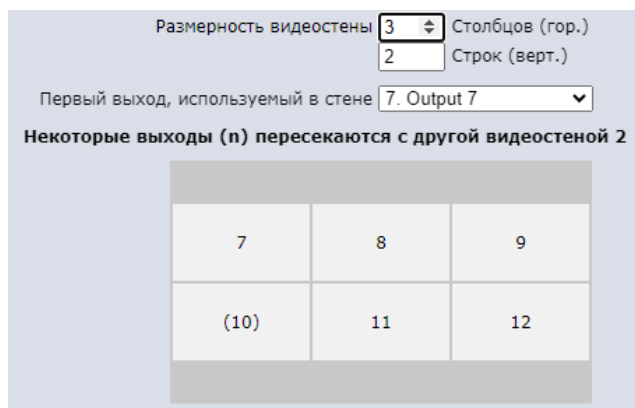 Размерность видеостены 3 Столбцов (гор.)
2 Строк (верт.)
Первый выход, используемый в стене 7. Output 7
Некоторые выходы (n) пересекаются с другой видеостеной 2
7 8 9
(10) 11 12